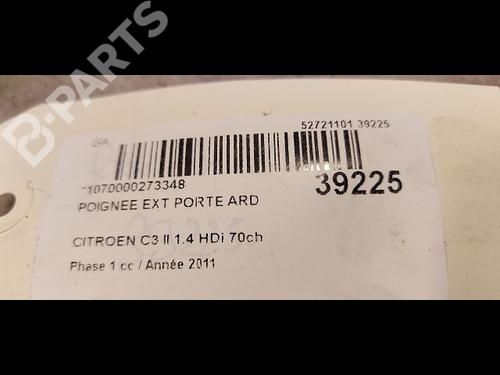 B-PARTS
GA
52721101 39225
*1070000273348
39225
POIGNEE EXT PORTE ARD
CITROEN C3 II 1.4 HDi 70ch
Phase 1 cc / Année 2011